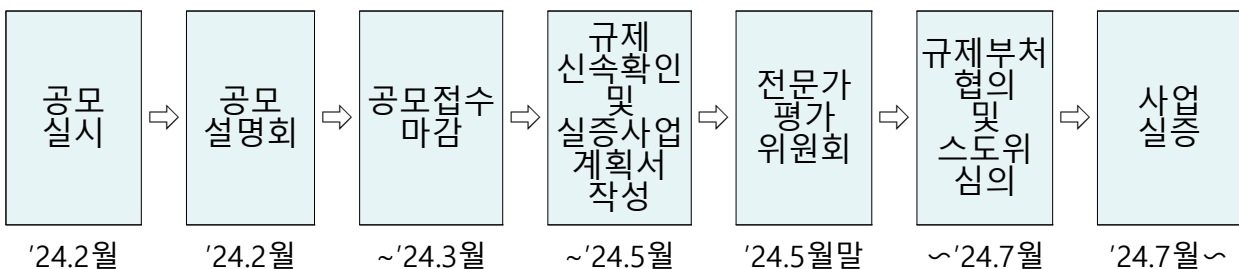 공모
실시
⇨
공모
설명회
⇨
공모접수
마감
⇨
규제
신속확인
및
실증사업
계획서
작성
⇨
전문가
평가
위원회
⇨
규제부처
협의
및
스도위
심의
⇨
사업
실증
'24.2월
'24.2월
~'24.3월
~'24.5월
'24.5월말
∽'24.7월
'24.7월∽